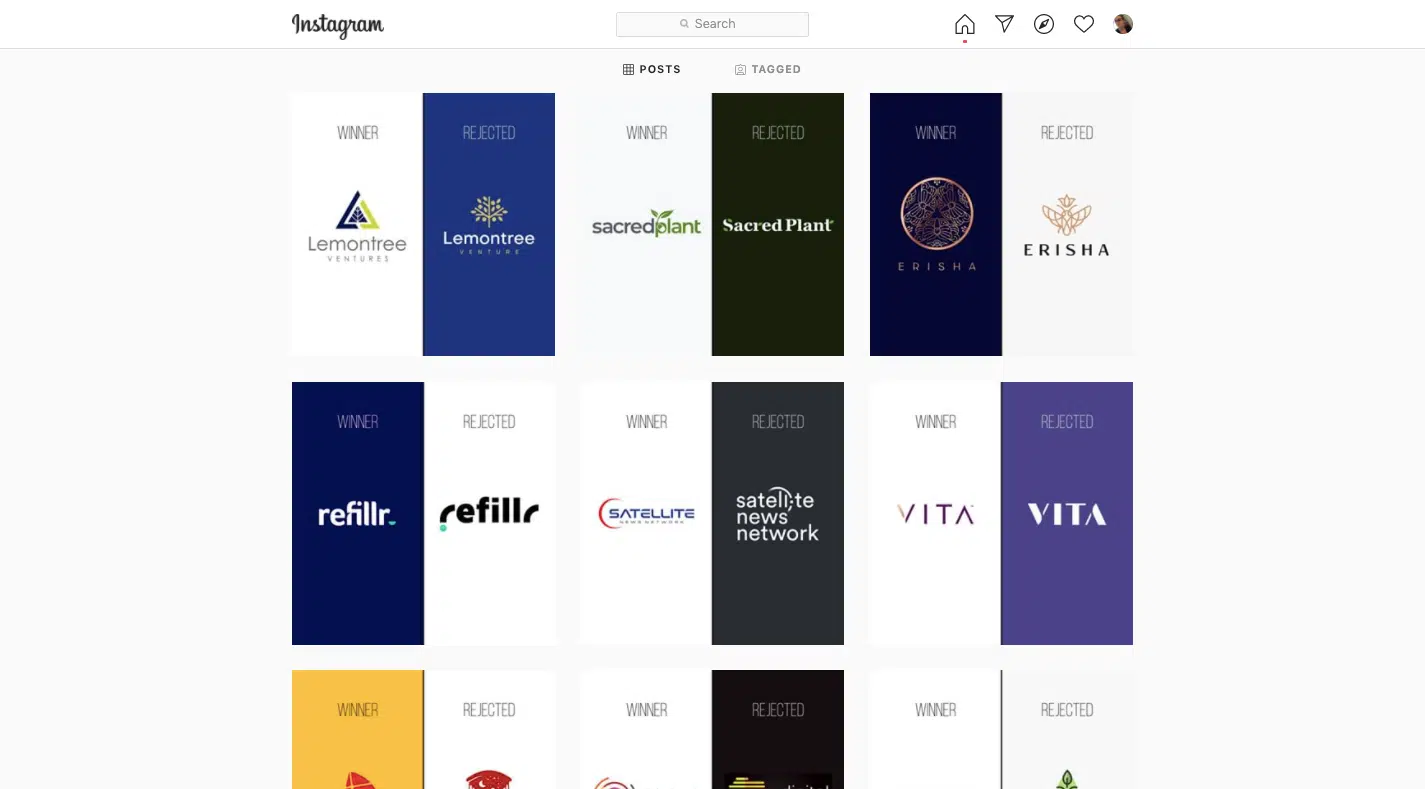 Instagram
Search
POSTS
TAGGED
WINNER
REJECTED
WINNER
REJECTED
WINNER
REJECTED
Lemontree
VENTURES
Lemontree
VENTURE
sacredplant
Sacred Plant
ERISHA
ERISHA
WINNER
REJECTED
WINNER
REJECTED
WINNER
REJECTED
refillr
refillr
SATELLITE
NEWS NETWORK
satellite
news
network
VITA
VITA
WINNER
REJECTED
WINNER
REJECTED
WINNER
REJECTED